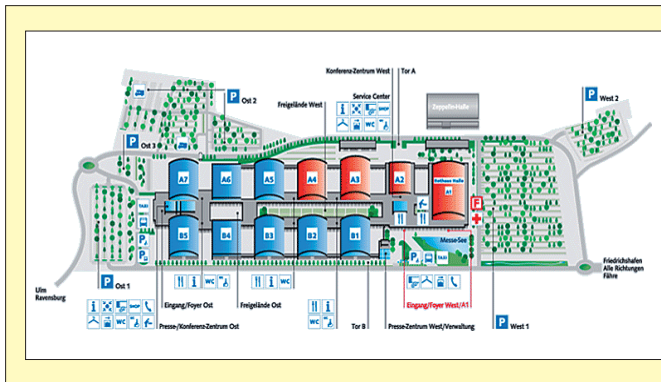 Konferenz-Zentrum West
Tor A
Service Center
Freigelände West
Zeppelin-Halle
P Ost 2
P West 2
P Ost 3
i SHOP
WC
A7
A6
A5
A4
A3
A2
Rothaus Halle
A1
TAXI
F
B5
B4
B3
B2
B1
Messe-See
P
P
P
TAXI
P Ost 1
Ulm
Ravensburg
i WC
i WC
WC
Friedrichshafen
Alle Richtungen
Fähre
i SHOP
WC
i
WC
Eingang/Foyer Ost
Freigelände Ost
Eingang/Foyer West/A1
Presse-/Konferenz-Zentrum Ost
Tor B
Presse-Zentrum West/Verwaltung
P West 1